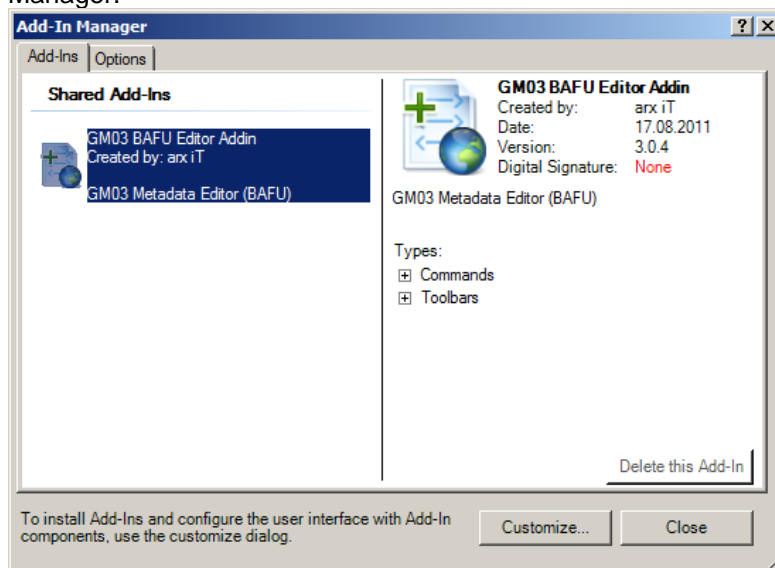 Manager.
Add-In Manager
Add-Ins Options
Shared Add-Ins
GM03 BAFU Editor Addin
Created by: arx iT
GM03 Metadata Editor (BAFU)
GM03 BAFU Editor Addin
Created by: arx iT
Date: 17.08.2011
Version: 3.0.4
Digital Signature: None
GM03 Metadata Editor (BAFU)
Types:
Commands
Toolbars
Delete this Add-In
To install Add-Ins and configure the user interface with Add-In
components, use the customize dialog.
Customize...
Close